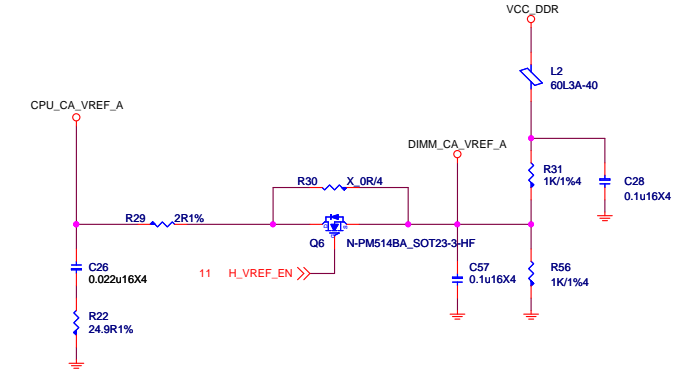 VCC_DDR
L2
60L3A-40
CPU_CA_VREF_A
DIMM_CA_VREF_A
R30 X_0R/4
R31
1K/1%4
C28
0.1u16X4
R29 2R1%
Q6 N-PM514BA_SOT23-3-HF
C26
0.022u16X4
11 H_VREF_EN
C57
0.1u16X4
R56
1K/1%4
R22
24.9R1%